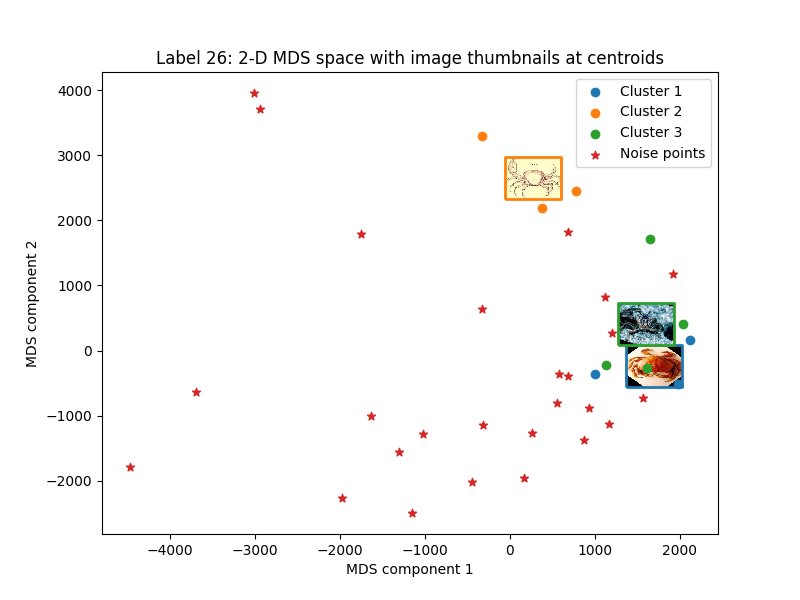 Label 26: 2-D MDS space with image thumbnails at centroids
Cluster 1
Cluster 2
Cluster 3
Noise points
MDS component 2
4000
3000
2000
1000
0
−1000
−2000
−4000 −3000 −2000 −1000 0 1000 2000
MDS component 1